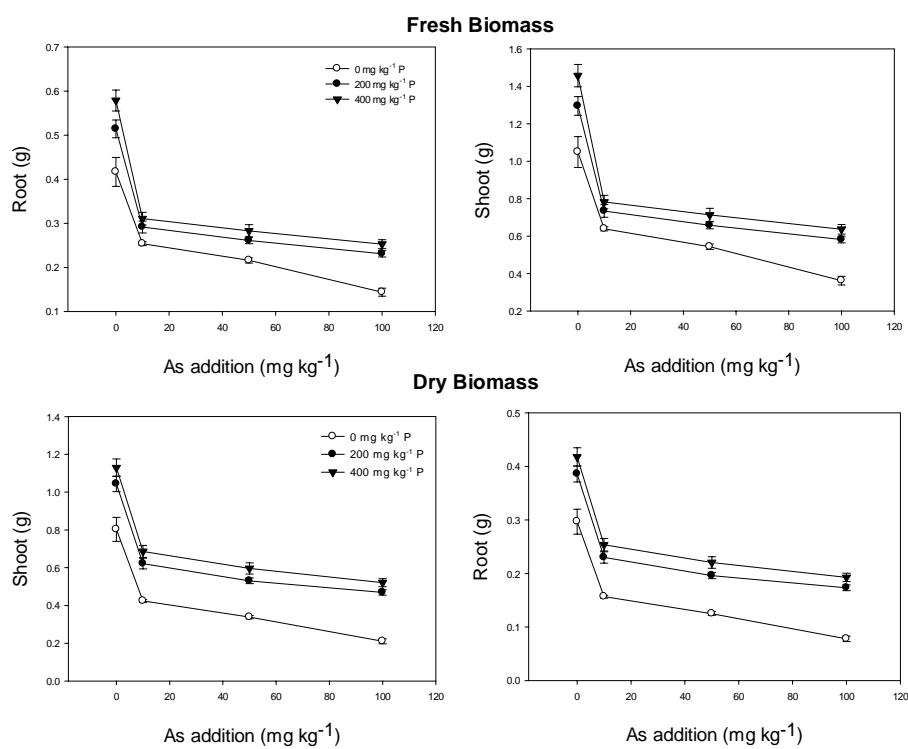 Fresh Biomass
0.7
0.6
0.5
0.4
0.3
0.2
0.1
Root (g)
0 mg kg-1 P
200 mg kg-1 P
400 mg kg-1 P
0 20 40 60 80 100 120
As addition (mg kg-1)
1.6
1.4
1.2
1.0
0.8
0.6
0.4
0.2
Shoot (g)
0 20 40 60 80 100 120
As addition (mg kg-1)
Dry Biomass
1.4
1.2
1.0
0.8
0.6
0.4
0.2
0.0
Shoot (g)
0 mg kg-1 P
200 mg kg-1 P
400 mg kg-1 P
0 20 40 60 80 100 120
As addition (mg kg-1)
0.5
0.4
0.3
0.2
0.1
0.0
Root (g)
0 20 40 60 80 100 120
As addition (mg kg-1)